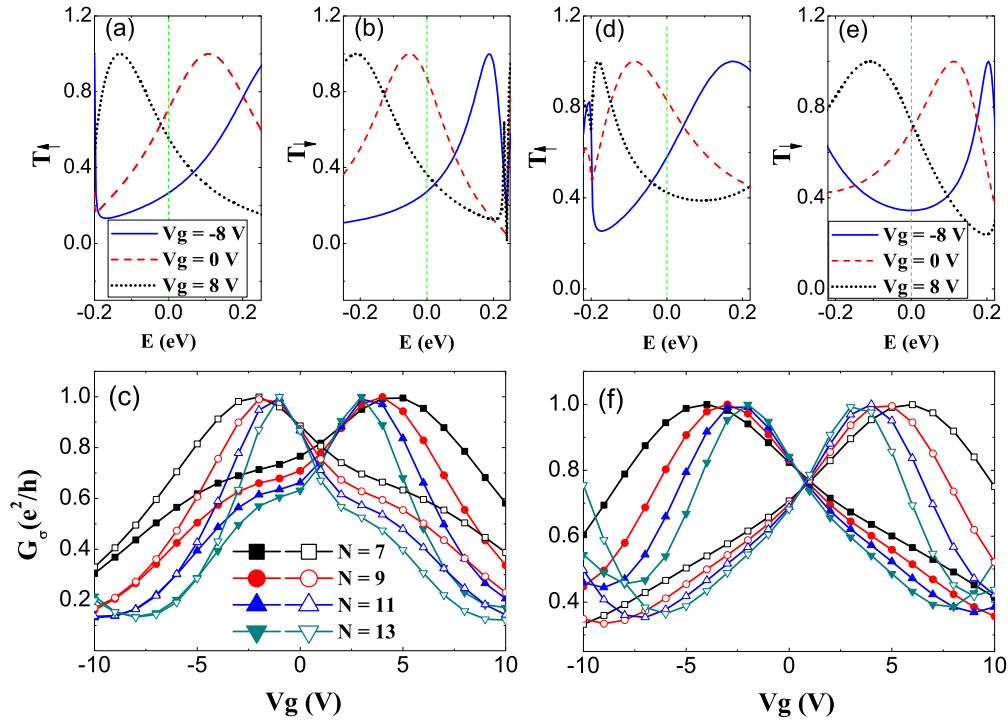 (a)
(b)
(d)
(e)
1.2
0.8
0.4
0.0
T
Vg = -8 V
Vg = 0 V
Vg = 8 V
-0.2 0.0 0.2
E (eV)
1.2
0.8
0.4
0.0
T
-0.2 0.0 0.2
E (eV)
1.2
0.8
0.4
0.0
T
-0.2 0.0 0.2
E (eV)
1.2
0.8
0.4
0.0
T
Vg = -8 V
Vg = 0 V
Vg = 8 V
-0.2 0.0 0.2
E (eV)
(c)
1.0
0.8
0.6
0.4
0.2
Gσ(e²/h)
N = 7
N = 9
N = 11
N = 13
-10 -5 0 5 10
Vg (V)
(f)
1.0
0.8
0.6
0.4
-10 -5 0 5 10
Vg (V)